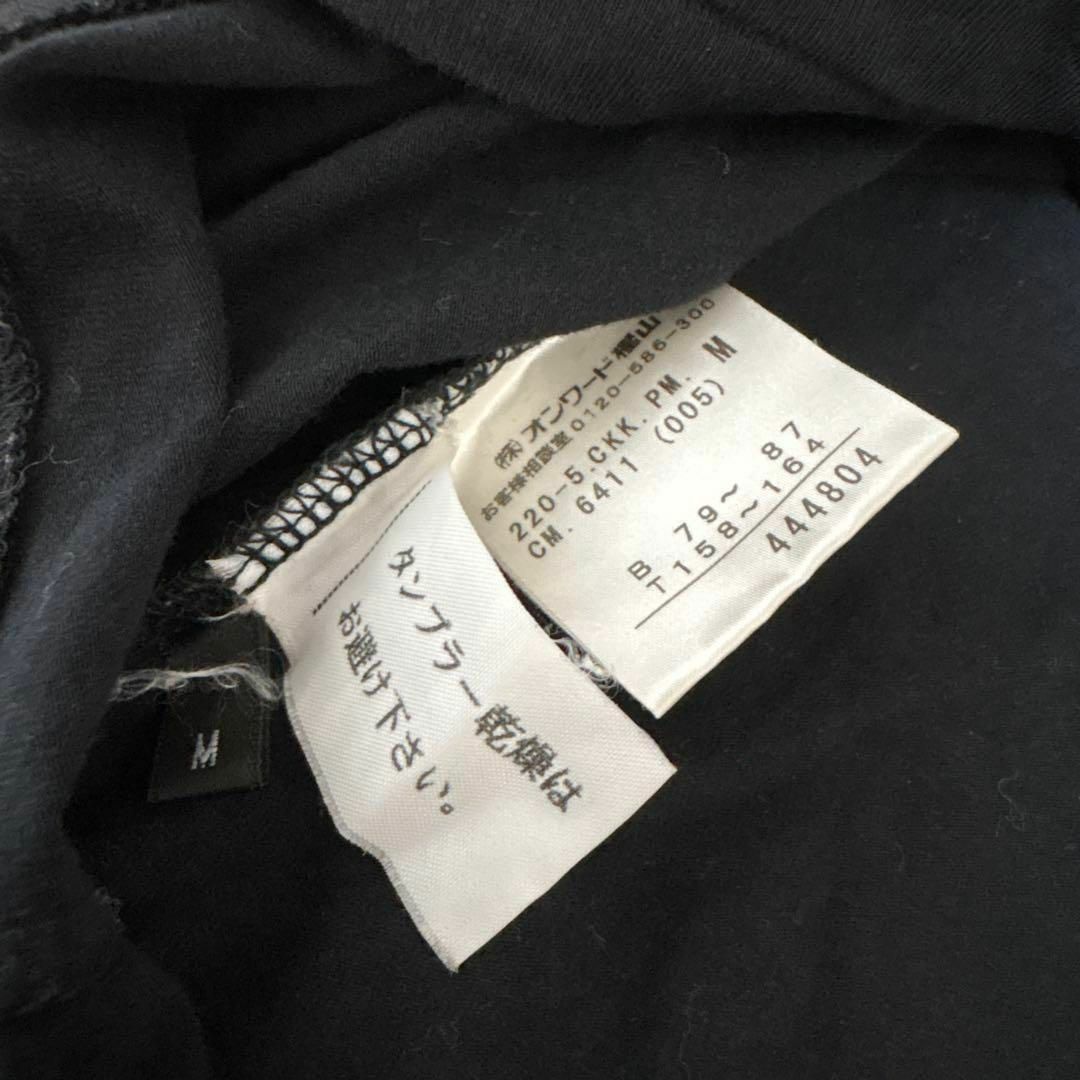 (株)オンワード樫山
お客様相談室0120-586-300
220-5.CKK.PM. M
CM. 6411 (005)
B 79～ 87
T158～164
444804
タンブラー乾燥は
お避け下さい。
M